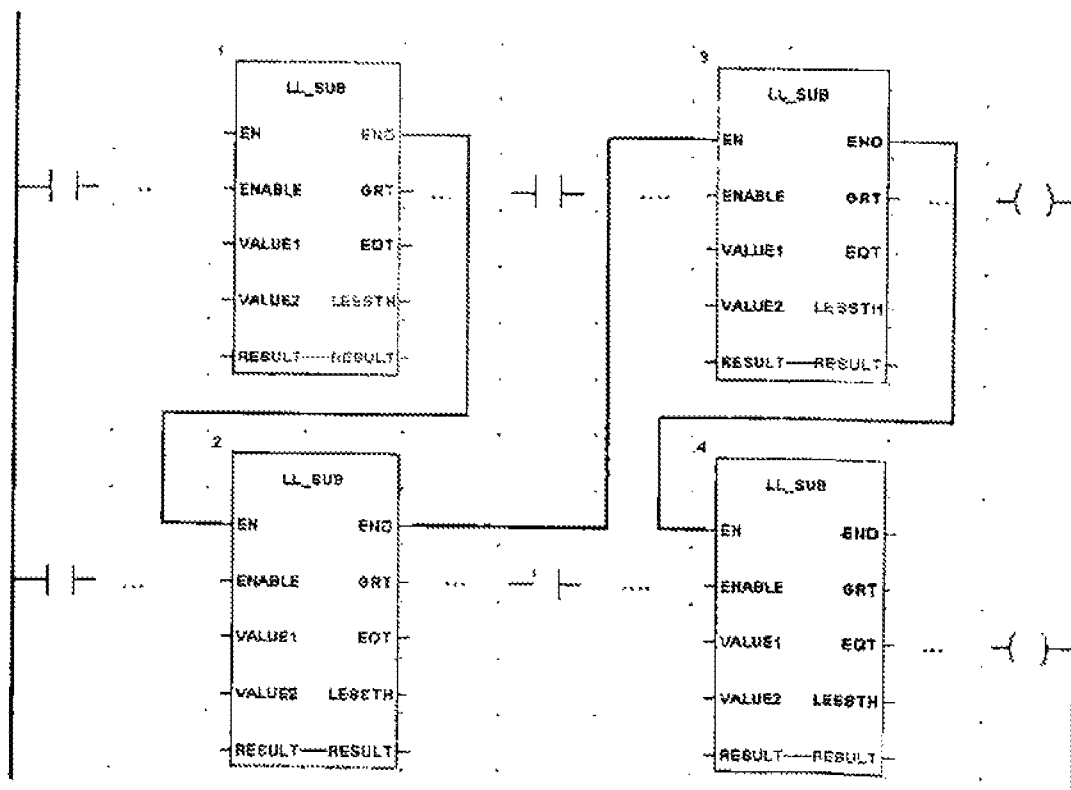 1
LL_SUB
EN ENO
ENABLE GRT
VALUE1 EQT
VALUE2 LESSTH
RESULT RESULT
3
LL_SUB
EN ENO
ENABLE GRT
VALUE1 EQT
VALUE2 LESSTH
RESULT RESULT
2
LL_SUB
EN ENO
ENABLE GRT
VALUE1 EQT
VALUE2 LESSTH
RESULT RESULT
4
LL_SUB
EN ENO
ENABLE GRT
VALUE1 EQT
VALUE2 LESSTH
RESULT RESULT